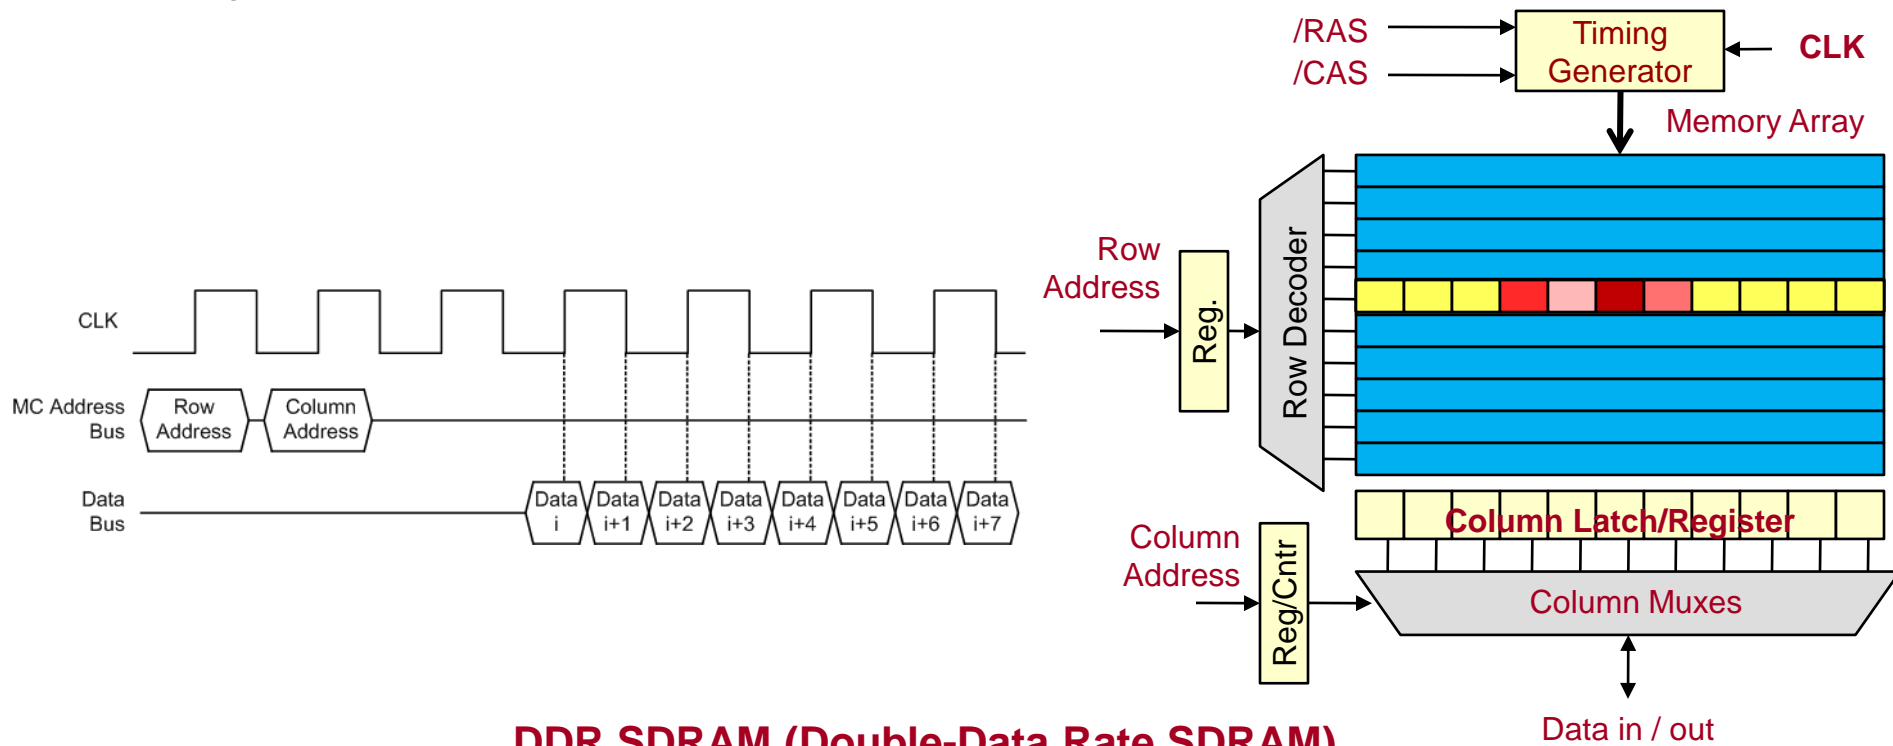 /RAS
/CAS
Timing
Generator
CLK
Memory Array
Row
Address
Reg.
Row Decoder
CLK
MC Address
Bus
Row
Address
Column
Address
Data
Bus
Data
i
Data
i+1
Data
i+2
Data
i+3
Data
i+4
Data
i+5
Data
i+6
Data
i+7
Column Latch/Register
Column
Address
Reg/Cntr
Column Muxes
Data in / out
DDR SDRAM (Double-Data Rate SDRAM)